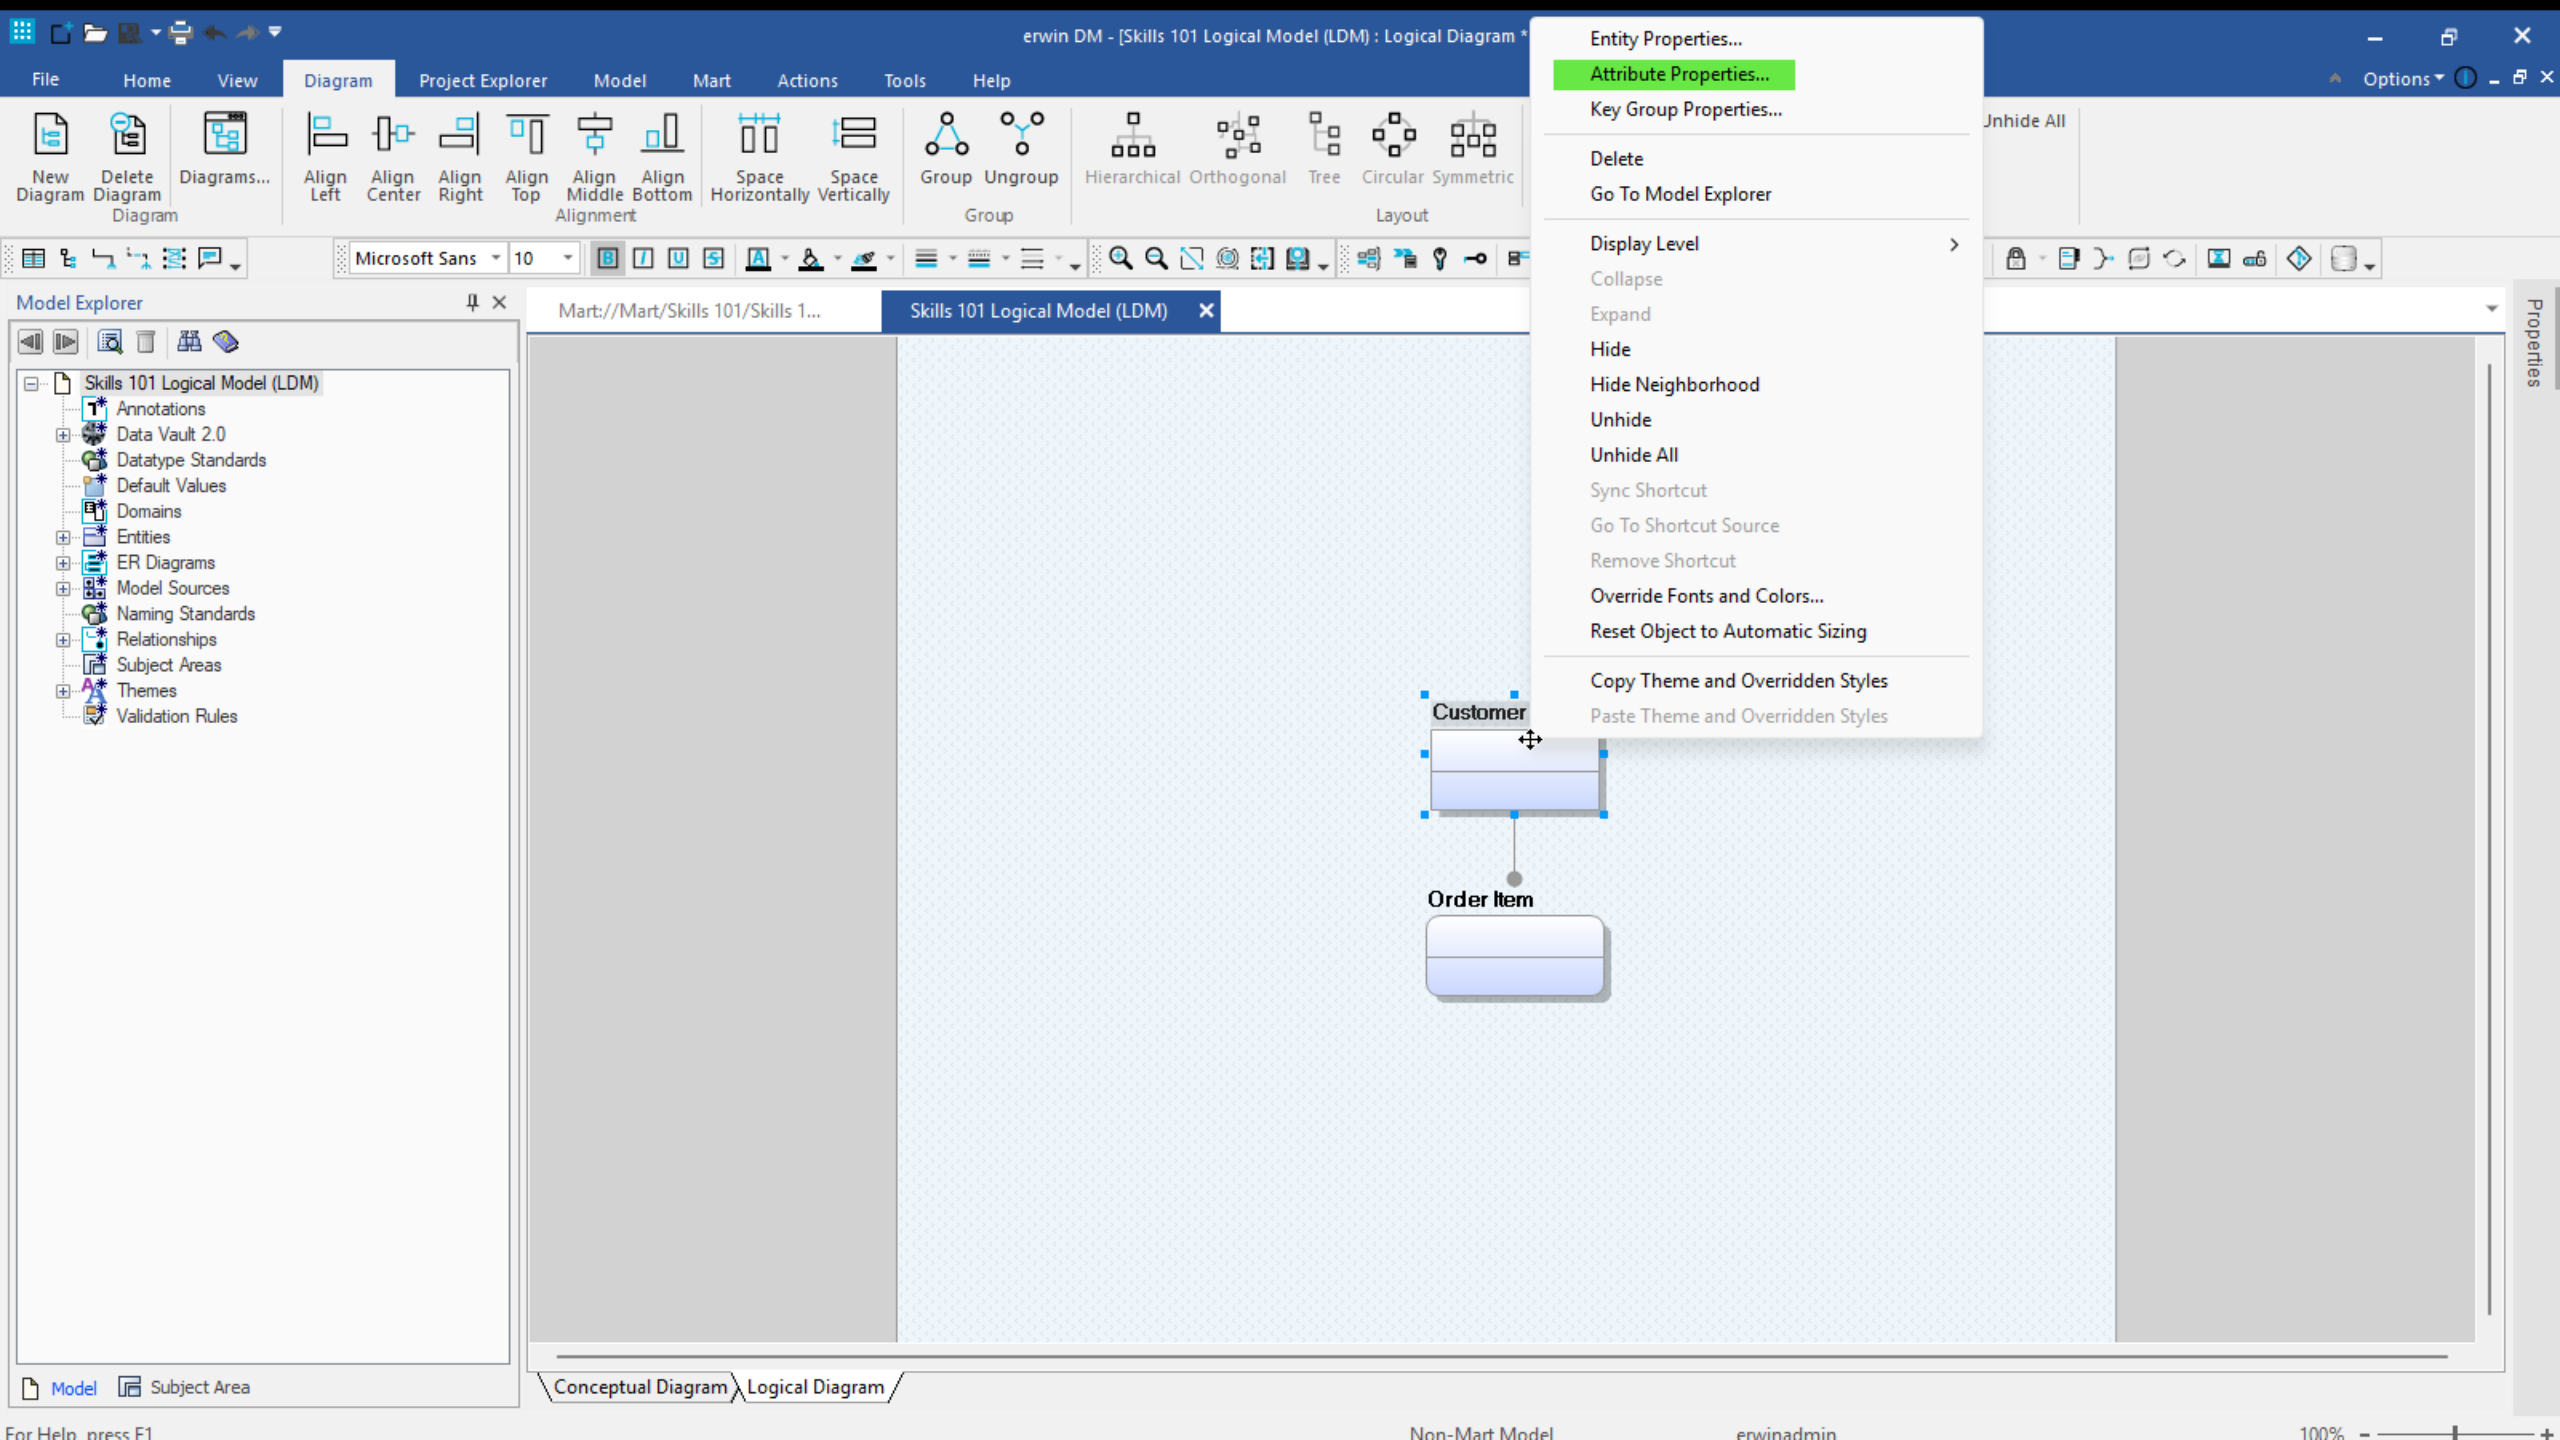 erwin DM - [Skills 101 Logical Model (LDM) : Logical Diagram *
File Home View Diagram Project Explorer Model Mart Actions Tools Help Options
New Diagram
Delete Diagram
Diagrams...
Align Left
Align Center
Align Right
Align Top
Align Middle
Align Bottom
Space Horizontally
Space Vertically
Group
Ungroup
Hierarchical
Orthogonal
Tree
Circular
Symmetric
Unhide All
Diagram
Alignment
Group
Layout
Microsoft Sans 10
Model Explorer
Skills 101 Logical Model (LDM)
Annotations
Data Vault 2.0
Datatype Standards
Default Values
Domains
Entities
ER Diagrams
Model Sources
Naming Standards
Relationships
Subject Areas
Themes
Validation Rules
Model Subject Area
Mart://Mart/Skills 101/Skills 1...
Skills 101 Logical Model (LDM)
Customer
Order Item
Entity Properties...
Attribute Properties...
Key Group Properties...
Delete
Go To Model Explorer
Display Level
Collapse
Expand
Hide
Hide Neighborhood
Unhide
Unhide All
Sync Shortcut
Go To Shortcut Source
Remove Shortcut
Override Fonts and Colors...
Reset Object to Automatic Sizing
Copy Theme and Overridden Styles
Paste Theme and Overridden Styles
Properties
Conceptual Diagram
Logical Diagram
For Help, press F1
Non-Mart Model
erwinadmin
100%